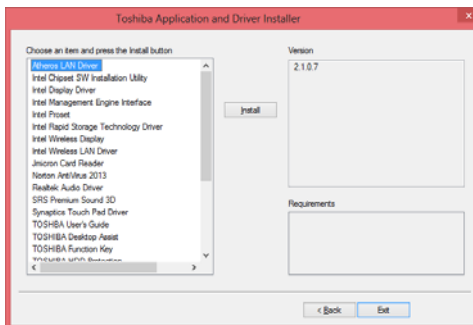 Toshiba Application and Driver Installer
x
Choose an item and press the Install button
Atheros LAN Driver
Intel Chipset SW Installation Utility
Intel Display Driver
Intel Management Engine Interface
Intel Proset
Intel Rapid Storage Technology Driver
Intel Wireless Display
Intel Wireless LAN Driver
Jmicron Card Reader
Norton AntiVirus 2013
Realtek Audio Driver
SRS Premium Sound 3D
Synaptics Touch Pad Driver
TOSHIBA User's Guide
TOSHIBA Desktop Assist
TOSHIBA Function Key
TOSHIBA HDD Protection
Install
Version
2.1.0.7
Requirements
< Back
Exit